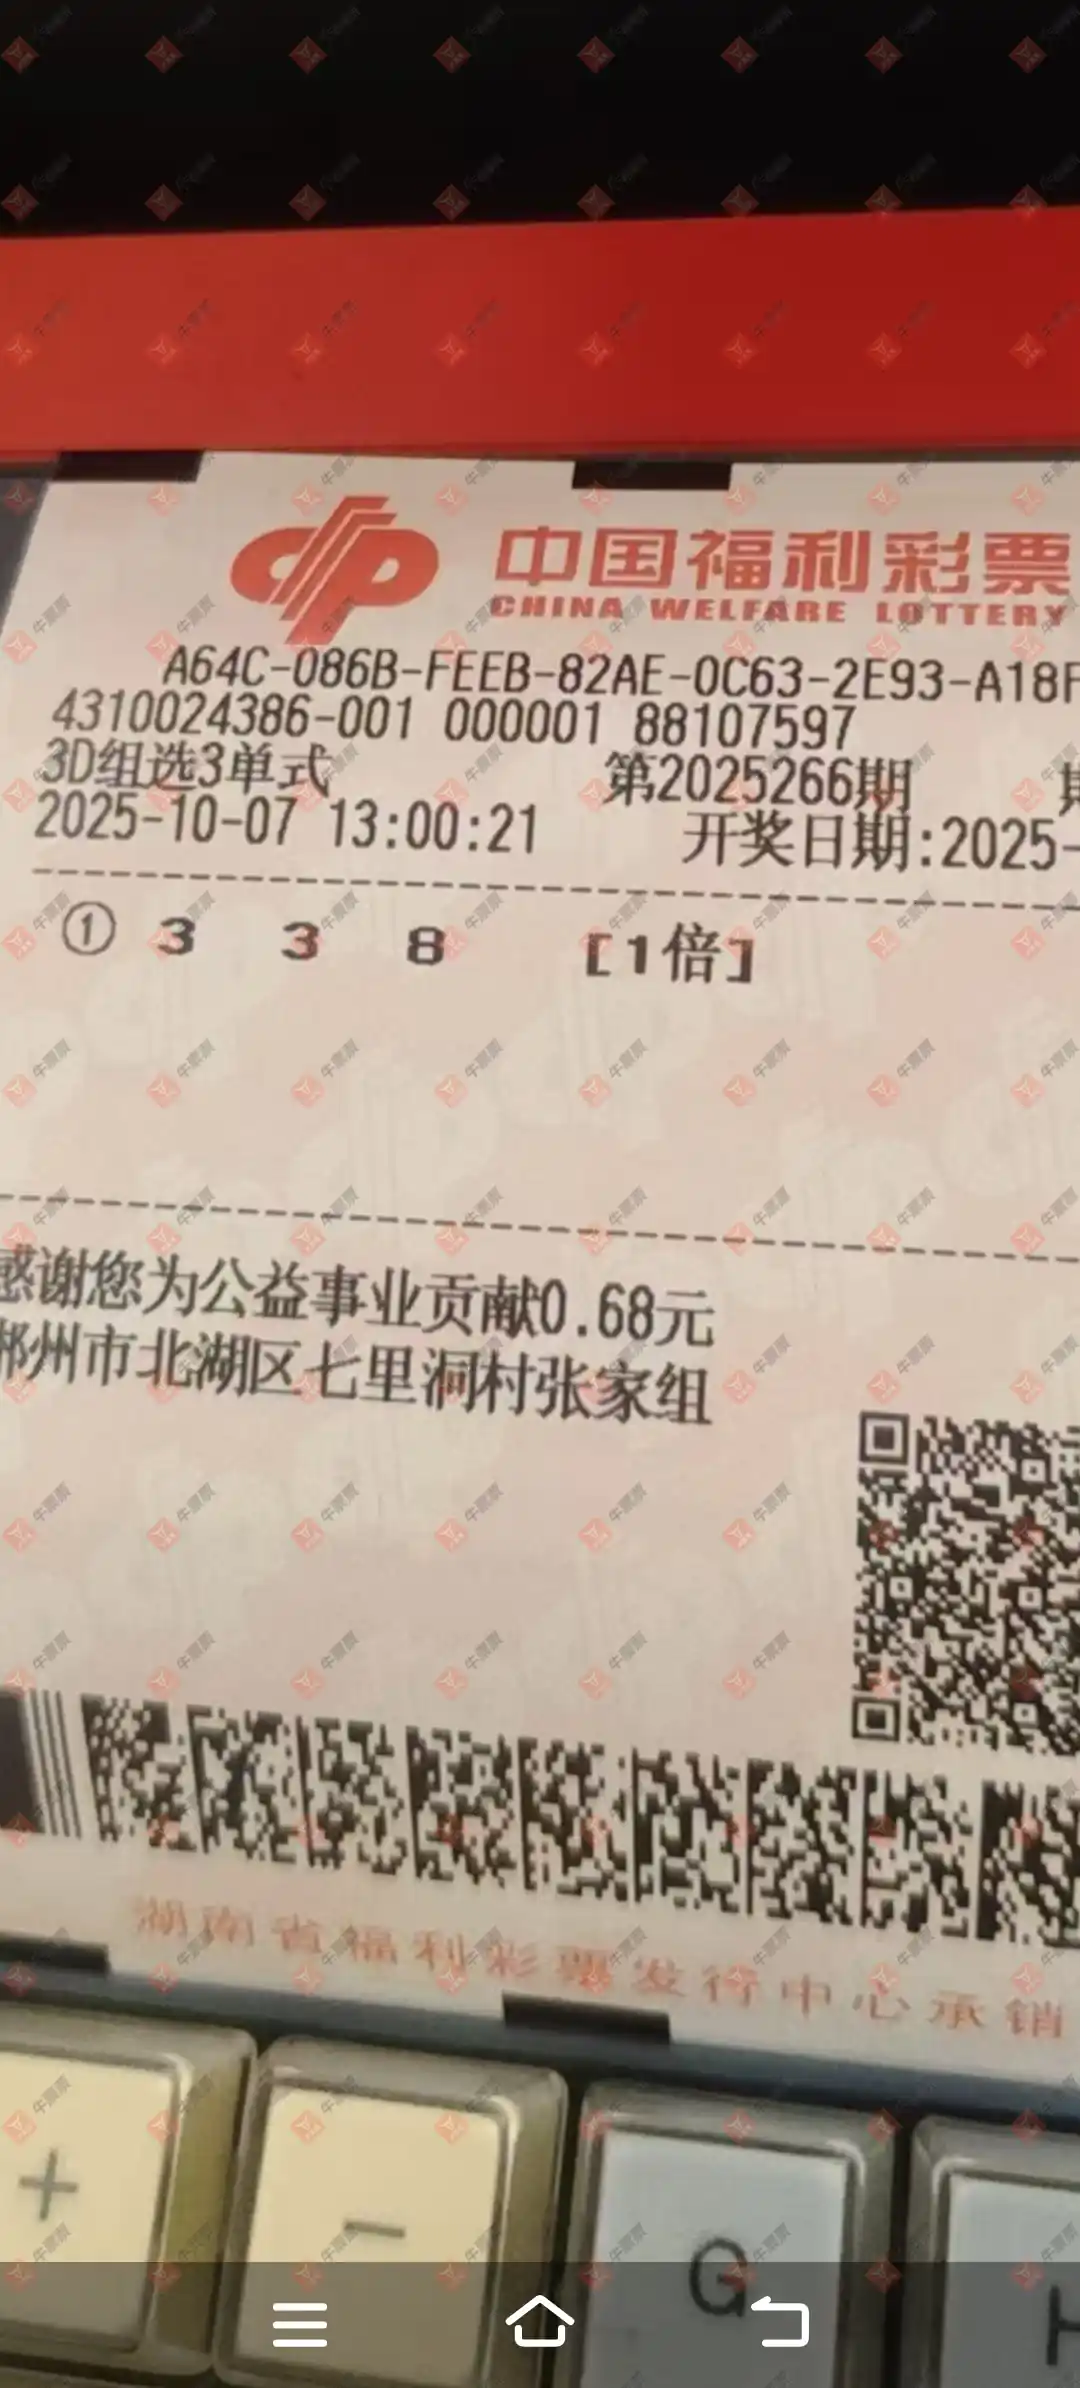 中国福利彩票
CHINA WELFARE LOTTERY
A64C-086B-FEEB-82AE-0C63-2E93-A18F
4310024386-001 000001 88107597
3D组选3单式 第2025266期 期
2025-10-07 13:00:21 开奖日期:2025-
① 3 3 8 [1倍]
感谢您为公益事业贡献0.68元
郴州市北湖区七里洞村张家组
湖南省福利彩票发行中心承销
+ - G H
牛票票